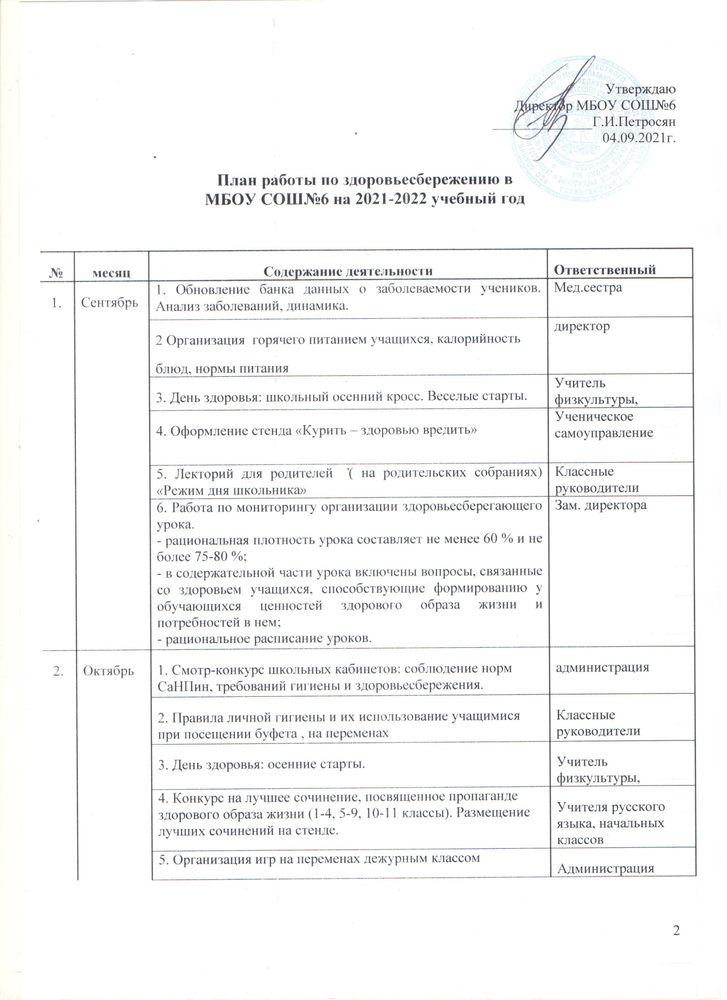 Утверждаю
Директор МБОУ СОШ№6
Г.И.Петросян
04.09.2021г.
План работы по здоровьесбережению в
МБОУ СОШ№6 на 2021-2022 учебный год
№ месяц Содержание деятельности Ответственный
1. Сентябрь
1. Обновление банка данных о заболеваемости учеников.
Анализ заболеваний, динамика.
Мед.сестра
2 Организация горячего питанием учащихся, калорийность
блюд, нормы питания
директор
3. День здоровья: школьный осенний кросс. Веселые старты.
Учитель
физкультуры,
4. Оформление стенда «Курить – здоровью вредить»
Ученическое
самоуправление
5. Лекторий для родителей ( на родительских собраниях)
«Режим дня школьника»
Классные
руководители
6. Работа по мониторингу организации здоровьесберегающего
урока.
- рациональная плотность урока составляет не менее 60 % и не
более 75-80 %;
- в содержательной части урока включены вопросы, связанные
со здоровьем учащихся, способствующие формированию у
обучающихся ценностей здорового образа жизни и
потребностей в нем;
- рациональное расписание уроков.
Зам. директора
2. Октябрь
1. Смотр-конкурс школьных кабинетов: соблюдение норм
СаНПин, требований гигиены и здоровьесбережения.
администрация
2. Правила личной гигиены и их использование учащимися
при посещении буфета , на переменах
Классные
руководители
3. День здоровья: осенние старты.
Учитель
физкультуры,
4. Конкурс на лучшее сочинение, посвященное пропаганде
здорового образа жизни (1-4, 5-9, 10-11 классы). Размещение
лучших сочинений на стенде.
Учителя русского
языка, начальных
классов
5. Организация игр на переменах дежурным классом
Администрация
2